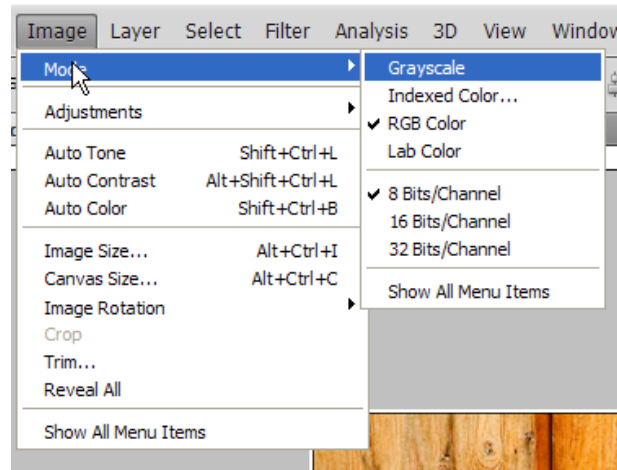 Image Layer Select Filter Analysis 3D View Window
Mode
Adjustments
Auto Tone Shift+Ctrl+L
Auto Contrast Alt+Shift+Ctrl+L
Auto Color Shift+Ctrl+B
Image Size... Alt+Ctrl+I
Canvas Size... Alt+Ctrl+C
Image Rotation
Crop
Trim...
Reveal All
Show All Menu Items
Grayscale
Indexed Color...
RGB Color
Lab Color
8 Bits/Channel
16 Bits/Channel
32 Bits/Channel
Show All Menu Items